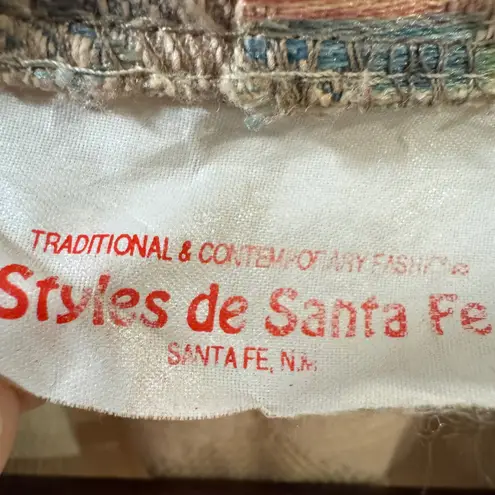 TRADITIONAL & CONTEMPORARY FASHIONS
Styles de Santa Fe
SANTA FE, N.M.